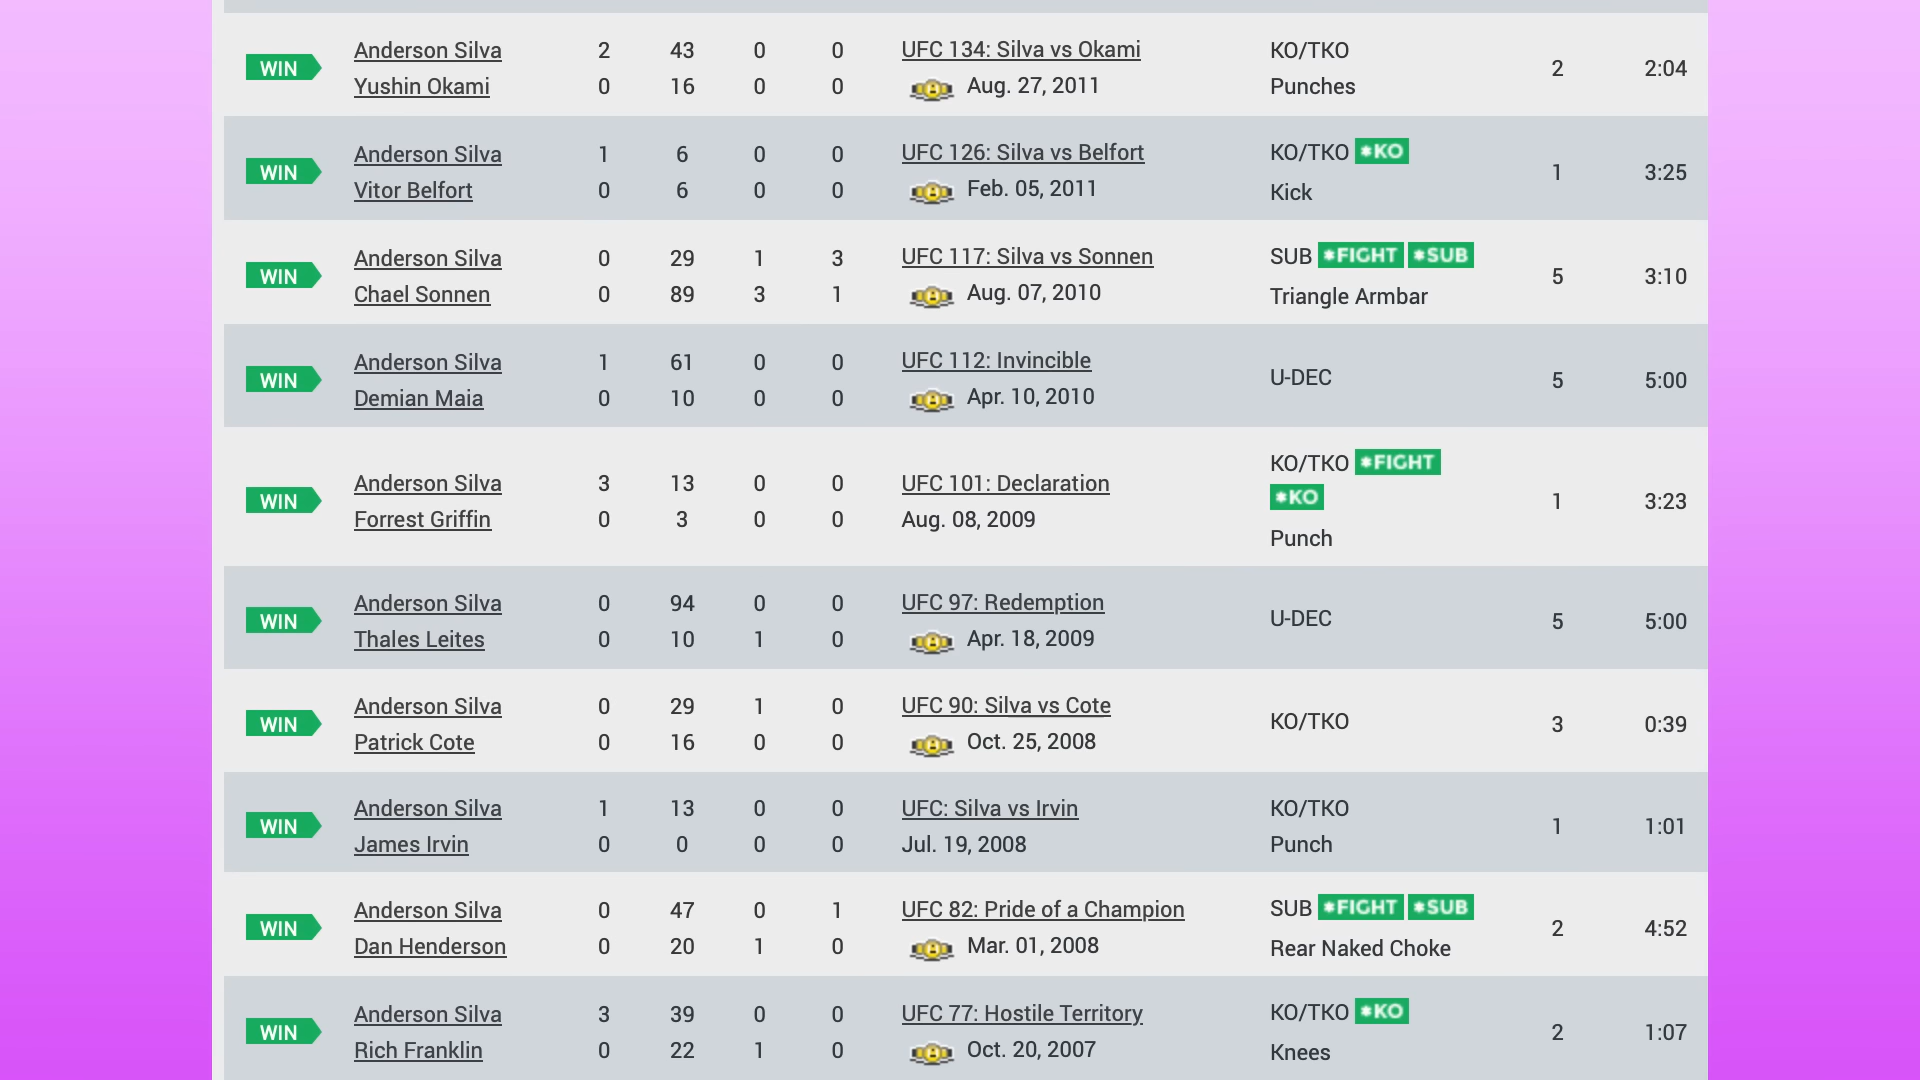 WIN Anderson Silva 2 43 0 0 UFC 134: Silva vs Okami KO/TKO 2 2:04
Yushin Okami 0 16 0 0 Aug. 27, 2011 Punches
WIN Anderson Silva 1 6 0 0 UFC 126: Silva vs Belfort KO/TKO *KO 1 3:25
Vitor Belfort 0 6 0 0 Feb. 05, 2011 Kick
WIN Anderson Silva 0 29 1 3 UFC 117: Silva vs Sonnen SUB *FIGHT *SUB 5 3:10
Chael Sonnen 0 89 3 1 Aug. 07, 2010 Triangle Armbar
WIN Anderson Silva 1 61 0 0 UFC 112: Invincible U-DEC 5 5:00
Demian Maia 0 10 0 0 Apr. 10, 2010
WIN Anderson Silva 3 13 0 0 UFC 101: Declaration KO/TKO *FIGHT *KO 1 3:23
Forrest Griffin 0 3 0 0 Aug. 08, 2009 Punch
WIN Anderson Silva 0 94 0 0 UFC 97: Redemption U-DEC 5 5:00
Thales Leites 0 10 1 0 Apr. 18, 2009
WIN Anderson Silva 0 29 1 0 UFC 90: Silva vs Cote KO/TKO 3 0:39
Patrick Cote 0 16 0 0 Oct. 25, 2008
WIN Anderson Silva 1 13 0 0 UFC: Silva vs Irvin KO/TKO 1 1:01
James Irvin 0 0 0 0 Jul. 19, 2008 Punch
WIN Anderson Silva 0 47 0 1 UFC 82: Pride of a Champion SUB *FIGHT *SUB 2 4:52
Dan Henderson 0 20 1 0 Mar. 01, 2008 Rear Naked Choke
WIN Anderson Silva 3 39 0 0 UFC 77: Hostile Territory KO/TKO *KO 2 1:07
Rich Franklin 0 22 1 0 Oct. 20, 2007 Knees